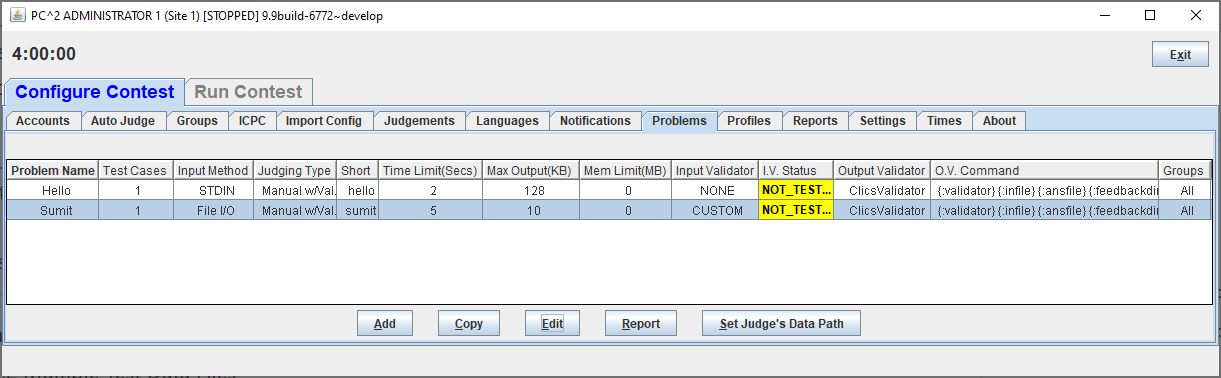 PC^2 ADMINISTRATOR 1 (Site 1) [STOPPED] 9.9build-6772~develop
4:00:00 Exit
Configure Contest Run Contest
Accounts Auto Judge Groups ICPC Import Config Judgements Languages Notifications Problems Profiles Reports Settings Times About
Problem Name Test Cases Input Method Judging Type Short Time Limit(Secs) Max Output(KB) Mem Limit(MB) Input Validator I.V. Status Output Validator O.V. Command Groups
Hello 1 STDIN Manual w/Val. hello 2 128 0 NONE NOT_TEST... ClicsValidator {:validator} {:infile} {:ansfile} {:feedbackdir All
Sumit 1 File I/O Manual w/Val. sumit 5 10 0 CUSTOM NOT_TEST... ClicsValidator {:validator} {:infile} {:ansfile} {:feedbackdir All
Add Copy Edit Report Set Judge's Data Path